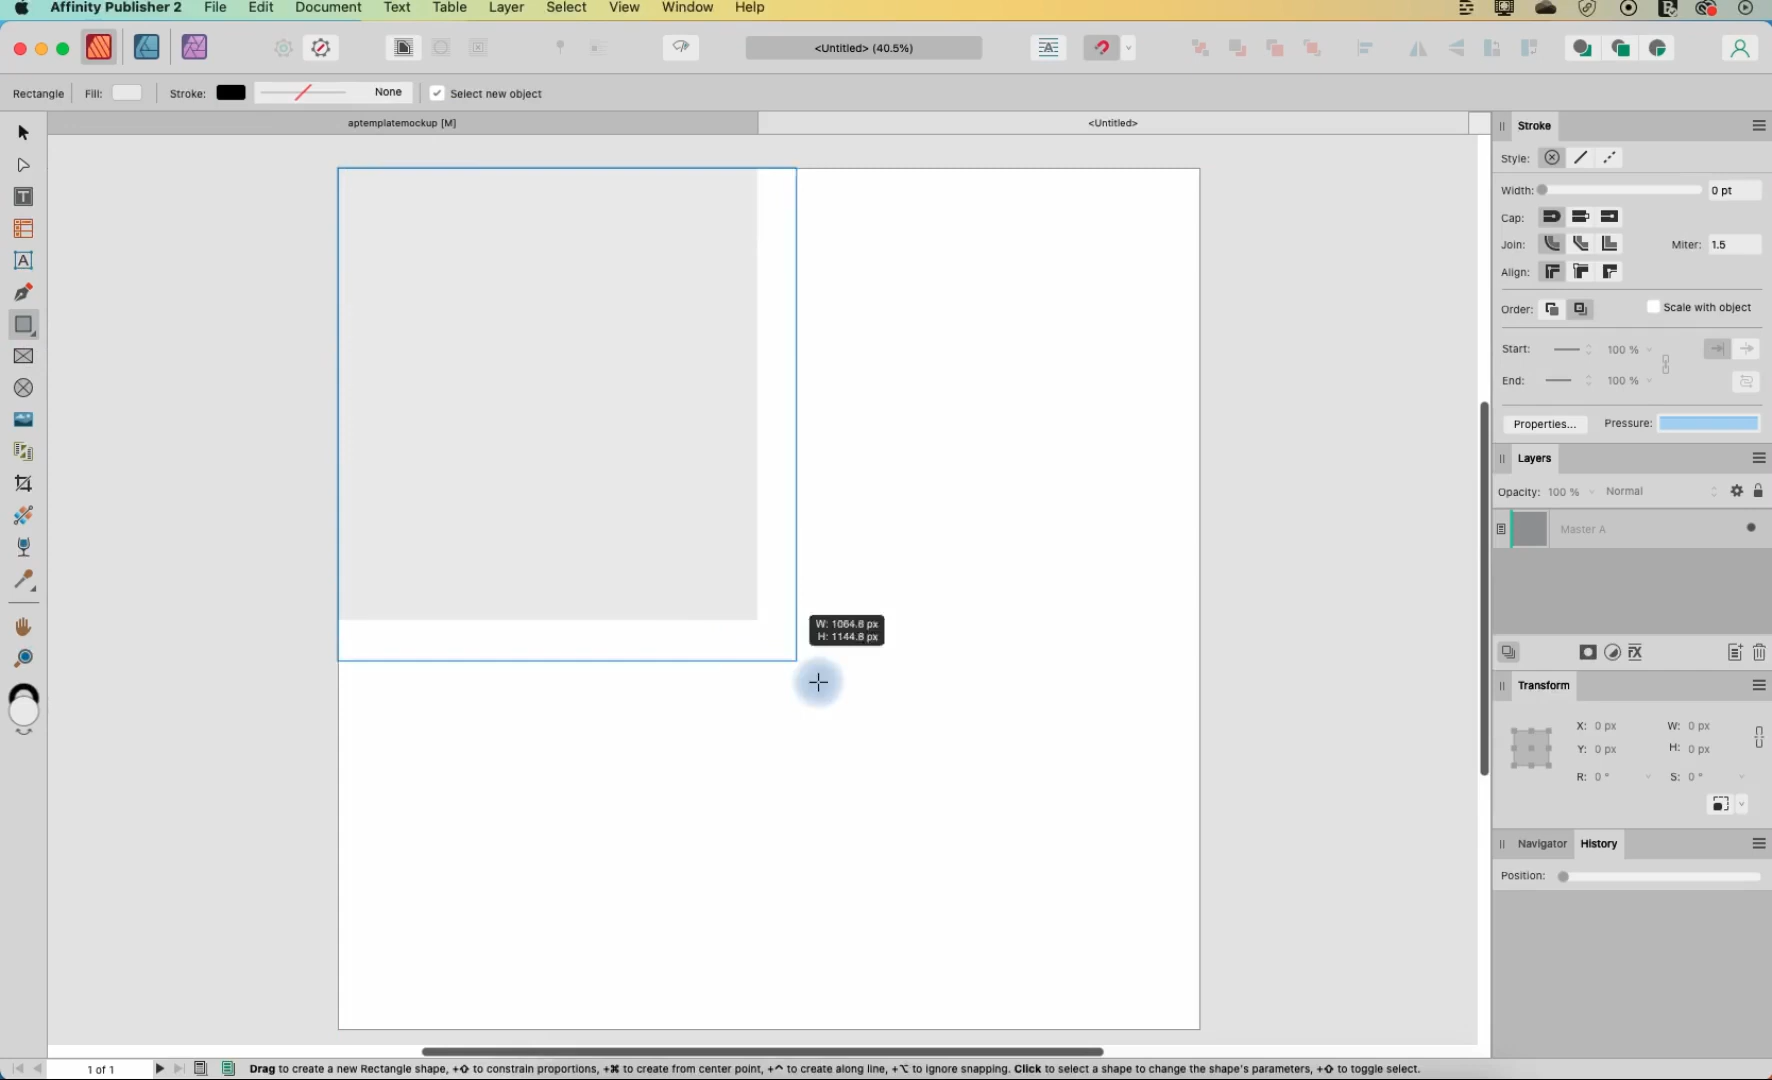 Affinity Publisher 2 File Edit Document Text Table Layer Select View Window Help
<Untitled> (40.5%)
Rectangle Fill: Stroke: None Select new object
aptemplatemockup [M] <Untitled>
Stroke
Style:
Width: 0 pt
Cap:
Join: Miter: 1.5
Align:
Order: Scale with object
Start: 100 %
End: 100 %
Properties... Pressure:
Layers
Opacity: 100 % Normal
Master A
W: 1064.8 px
H: 1144.8 px
Transform
X: 0 px W: 0 px
Y: 0 px H: 0 px
R: 0 ° S: 0 °
Navigator History
Position:
1 of 1 Drag to create a new Rectangle shape, +⇧ to constrain proportions, +⌘ to create from center point, +⌃ to create along line, +⌥ to ignore snapping. Click to select a shape to change the shape's parameters, +⇧ to toggle select.